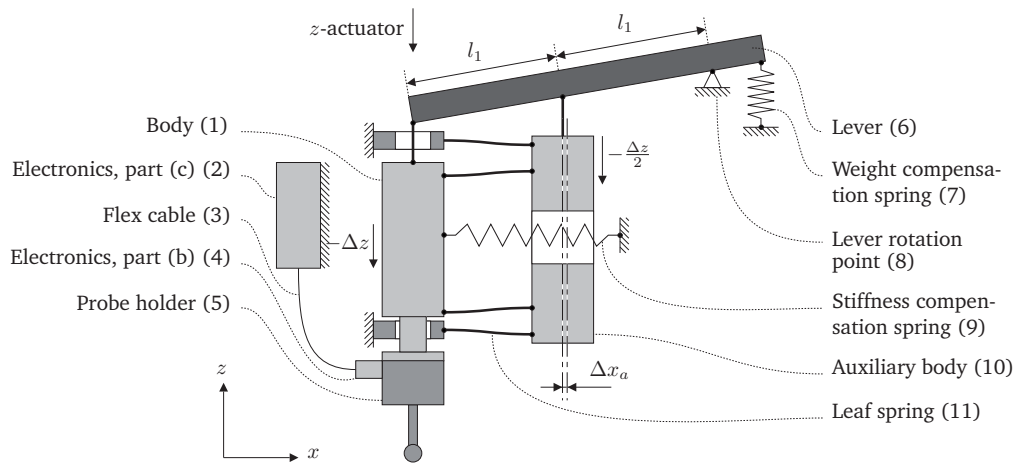 z-actuator
l₁
l₁
Body (1)
Electronics, part (c) (2)
Flex cable (3)
Electronics, part (b) (4)
Probe holder (5)
−Δz
−Δz/2
Δxₐ
z
x
Lever (6)
Weight compensa-
tion spring (7)
Lever rotation
point (8)
Stiffness compen-
sation spring (9)
Auxiliary body (10)
Leaf spring (11)